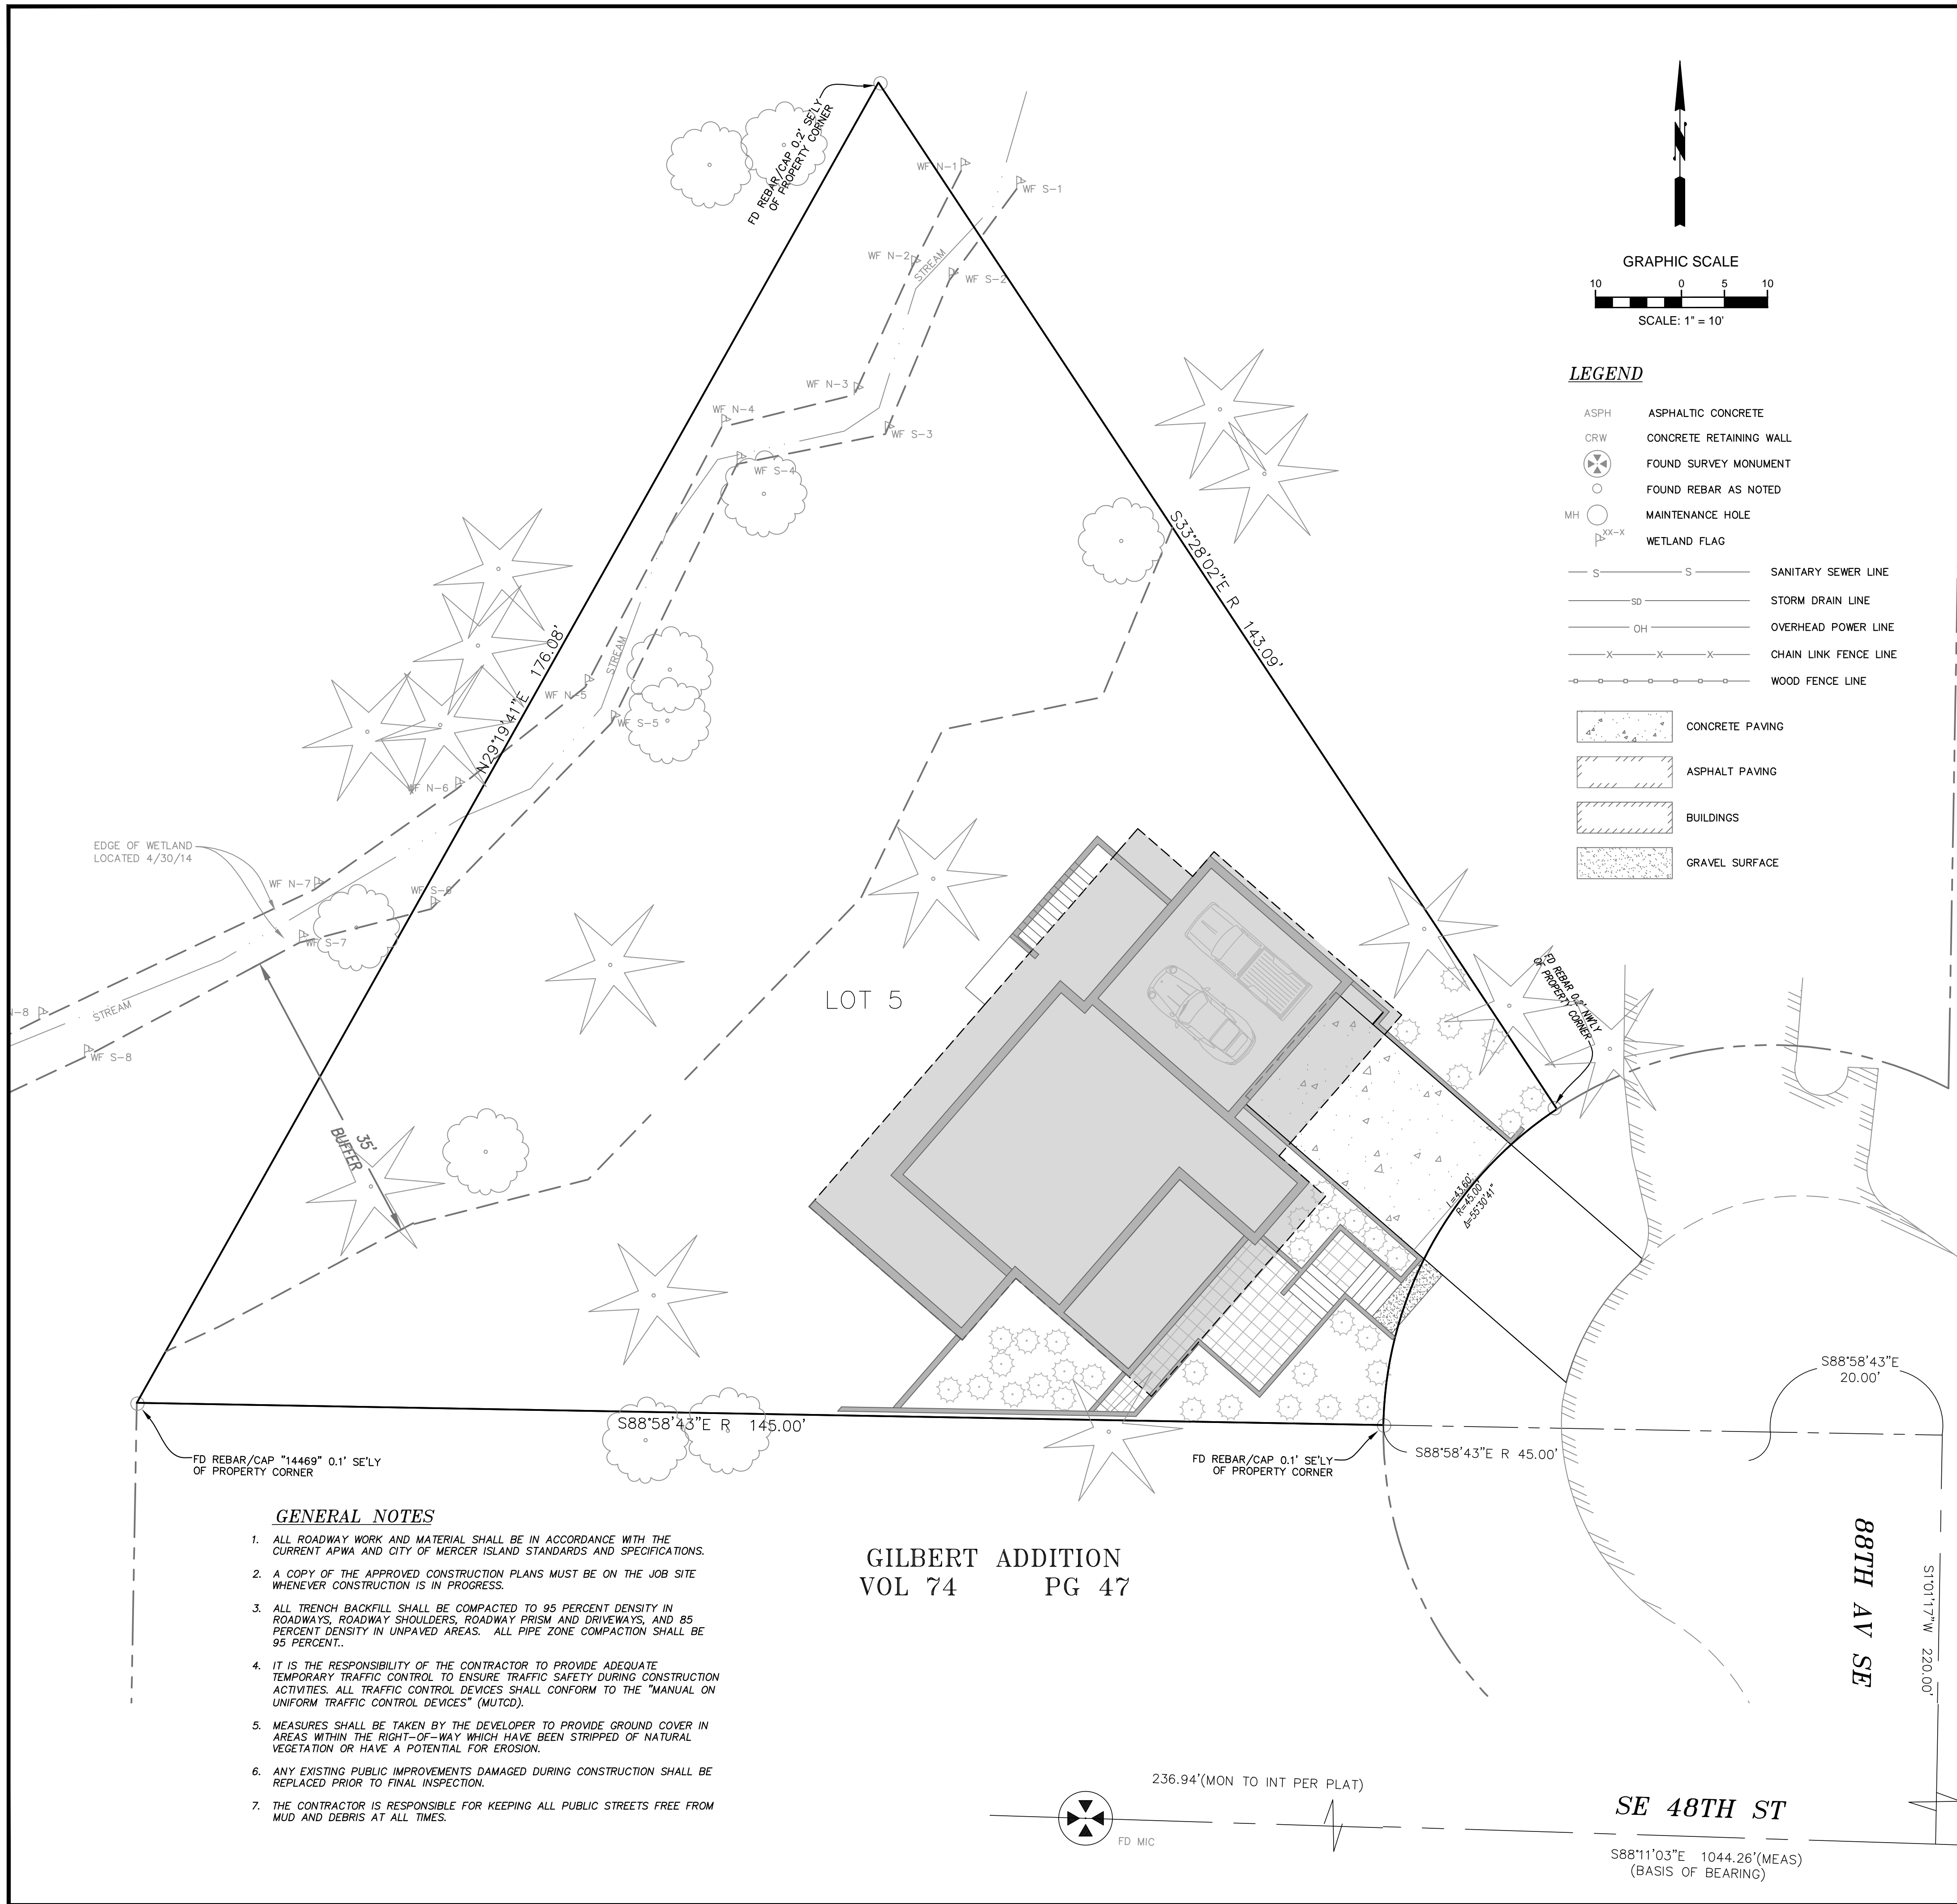 FD REBAR/CAP 0.2' SE'LY
OF PROPERTY CORNER
WF N-1
WF S-1
WF N-2
STREAM
WF S-2
WF N-3
WF N-4
WF S-3
WF S-4
N29°19'41"E 176.08'
STREAM
WF N-5
WF S-5
WF N-6
S33°28'02"E R 143.09'
EDGE OF WETLAND
LOCATED 4/30/14
WF N-7
WF S-6
WF S-7
N-8
STREAM
WF S-8
35'
BUFFER
LOT 5
FD REBAR 0.2' NW'LY
OF PROPERTY CORNER
L=43.60'
R=45.00'
Δ=55°30'41"
S88°58'43"E R 145.00'
FD REBAR/CAP "14469" 0.1' SE'LY
OF PROPERTY CORNER
FD REBAR/CAP 0.1' SE'LY
OF PROPERTY CORNER
S88°58'43"E R 45.00'
S88°58'43"E
20.00'
N
GRAPHIC SCALE
10 0 5 10
SCALE: 1" = 10'
LEGEND
ASPH ASPHALTIC CONCRETE
CRW CONCRETE RETAINING WALL
FOUND SURVEY MONUMENT
FOUND REBAR AS NOTED
MH MAINTENANCE HOLE
XX-X WETLAND FLAG
S S SANITARY SEWER LINE
SD STORM DRAIN LINE
OH OVERHEAD POWER LINE
X X X CHAIN LINK FENCE LINE
WOOD FENCE LINE
CONCRETE PAVING
ASPHALT PAVING
BUILDINGS
GRAVEL SURFACE
GENERAL NOTES
1. ALL ROADWAY WORK AND MATERIAL SHALL BE IN ACCORDANCE WITH THE
CURRENT APWA AND CITY OF MERCER ISLAND STANDARDS AND SPECIFICATIONS.
2. A COPY OF THE APPROVED CONSTRUCTION PLANS MUST BE ON THE JOB SITE
WHENEVER CONSTRUCTION IS IN PROGRESS.
3. ALL TRENCH BACKFILL SHALL BE COMPACTED TO 95 PERCENT DENSITY IN
ROADWAYS, ROADWAY SHOULDERS, ROADWAY PRISM AND DRIVEWAYS, AND 85
PERCENT DENSITY IN UNPAVED AREAS. ALL PIPE ZONE COMPACTION SHALL BE
95 PERCENT..
4. IT IS THE RESPONSIBILITY OF THE CONTRACTOR TO PROVIDE ADEQUATE
TEMPORARY TRAFFIC CONTROL TO ENSURE TRAFFIC SAFETY DURING CONSTRUCTION
ACTIVITIES. ALL TRAFFIC CONTROL DEVICES SHALL CONFORM TO THE "MANUAL ON
UNIFORM TRAFFIC CONTROL DEVICES" (MUTCD).
5. MEASURES SHALL BE TAKEN BY THE DEVELOPER TO PROVIDE GROUND COVER IN
AREAS WITHIN THE RIGHT-OF-WAY WHICH HAVE BEEN STRIPPED OF NATURAL
VEGETATION OR HAVE A POTENTIAL FOR EROSION.
6. ANY EXISTING PUBLIC IMPROVEMENTS DAMAGED DURING CONSTRUCTION SHALL BE
REPLACED PRIOR TO FINAL INSPECTION.
7. THE CONTRACTOR IS RESPONSIBLE FOR KEEPING ALL PUBLIC STREETS FREE FROM
MUD AND DEBRIS AT ALL TIMES.
GILBERT ADDITION
VOL 74 PG 47
88TH AV SE
S1°01'17"W 220.00'
236.94'(MON TO INT PER PLAT)
FD MIC
SE 48TH ST
S88°11'03"E 1044.26'(MEAS)
(BASIS OF BEARING)